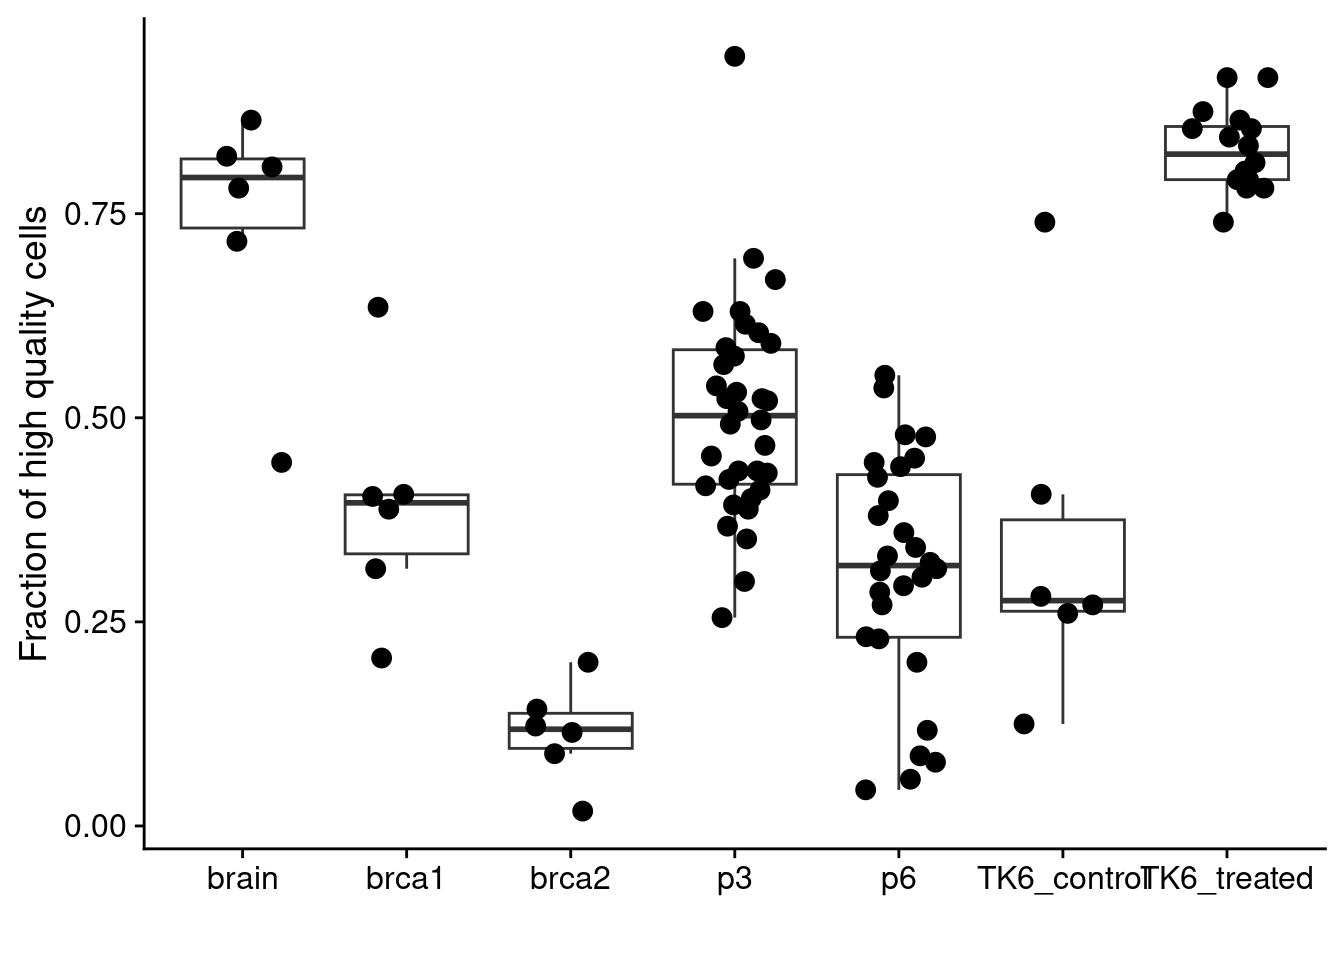 Fraction of high quality cells
0.75
0.50
0.25
0.00
brain brca1 brca2 p3 p6 TK6_control TK6_treated